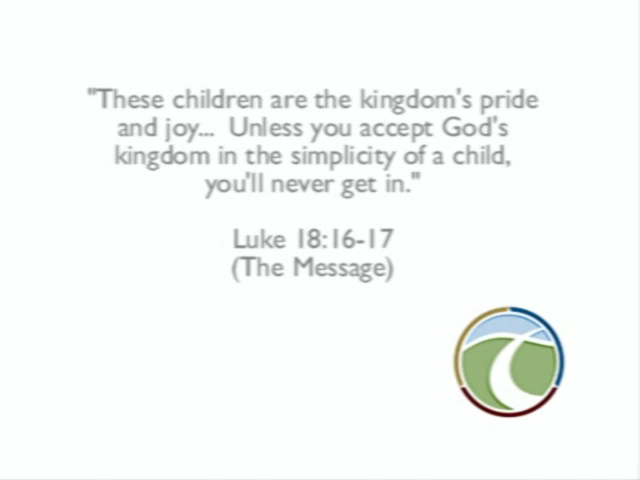 "These children are the kingdom's pride
and joy... Unless you accept God's
kingdom in the simplicity of a child,
you'll never get in."
Luke 18:16-17
(The Message)